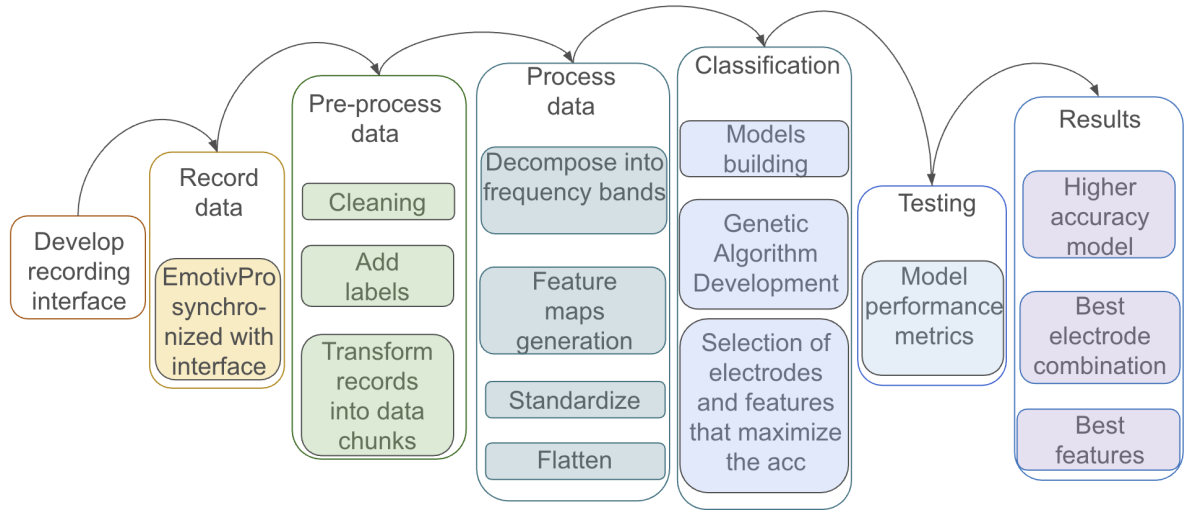 Develop
recording
interface
Record
data
EmotivPro
synchro-
nized with
interface
Pre-process
data
Cleaning
Add
labels
Transform
records
into data
chunks
Process
data
Decompose into
frequency bands
Feature
maps
generation
Standardize
Flatten
Classification
Models
building
Genetic
Algorithm
Development
Selection of
electrodes
and features
that maximize
the acc
Testing
Model
performance
metrics
Results
Higher
accuracy
model
Best
electrode
combination
Best
features